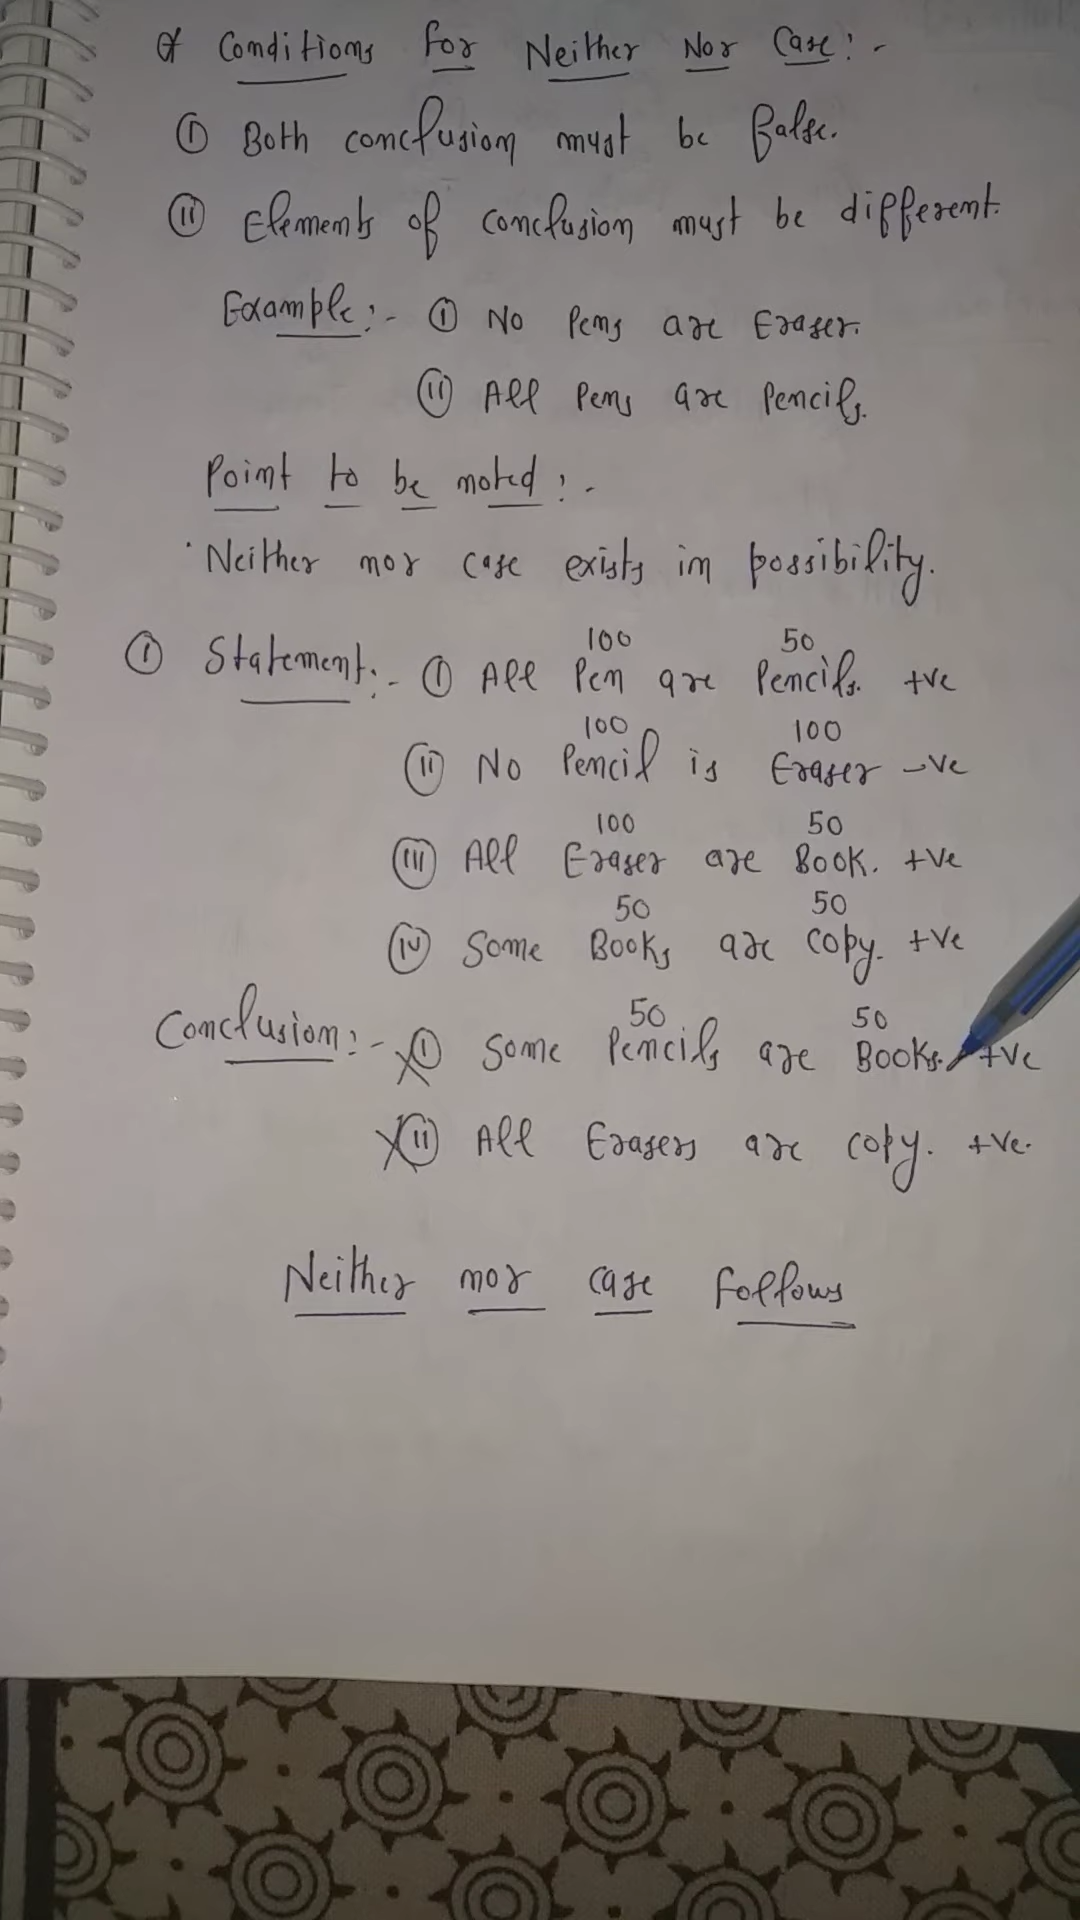 * Conditions for Neither Nor Case:-
(i) Both conclusion must be false.
(ii) Elements of conclusion must be different.
Example:- (i) No Pens are Eraser.
(ii) All Pens are Pencils.
Point to be noted:-
· Neither nor case exists in possibility.
100 50
(1) Statement:- (i) All Pen are Pencils. +ve
100 100
(ii) No Pencil is Eraser -ve
100 50
(iii) All Eraser are Book. +ve
50 50
(iv) Some Books are Copy. +ve
50 50
Conclusion:- (i) Some Pencils are Books. +ve
(ii) All Erasers are copy. +ve.
Neither nor case follows